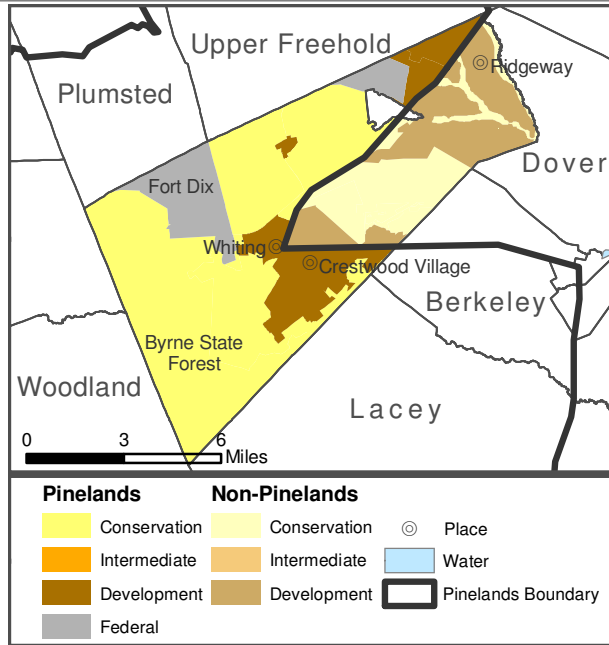 Upper Freehold
Ridgeway
Plumsted
Dover
Fort Dix
Whiting
Crestwood Village
Berkeley
Byrne State
Forest
Woodland
Lacey
0 3 6
Miles
Pinelands Non-Pinelands
Conservation Conservation Place
Intermediate Intermediate Water
Development Development Pinelands Boundary
Federal